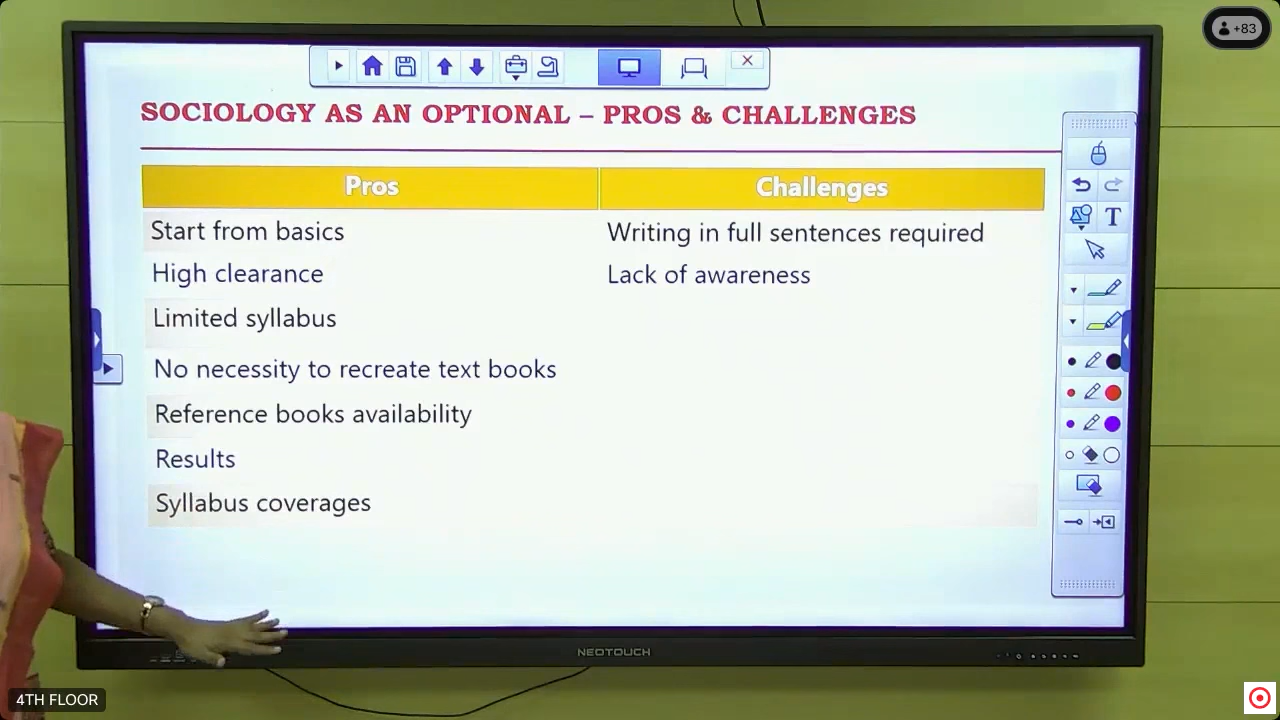 +83
SOCIOLOGY AS AN OPTIONAL – PROS & CHALLENGES
Pros
Challenges
Start from basics
Writing in full sentences required
High clearance
Lack of awareness
Limited syllabus
No necessity to recreate text books
Reference books availability
Results
Syllabus coverages
T
NEOTOUCH
4TH FLOOR